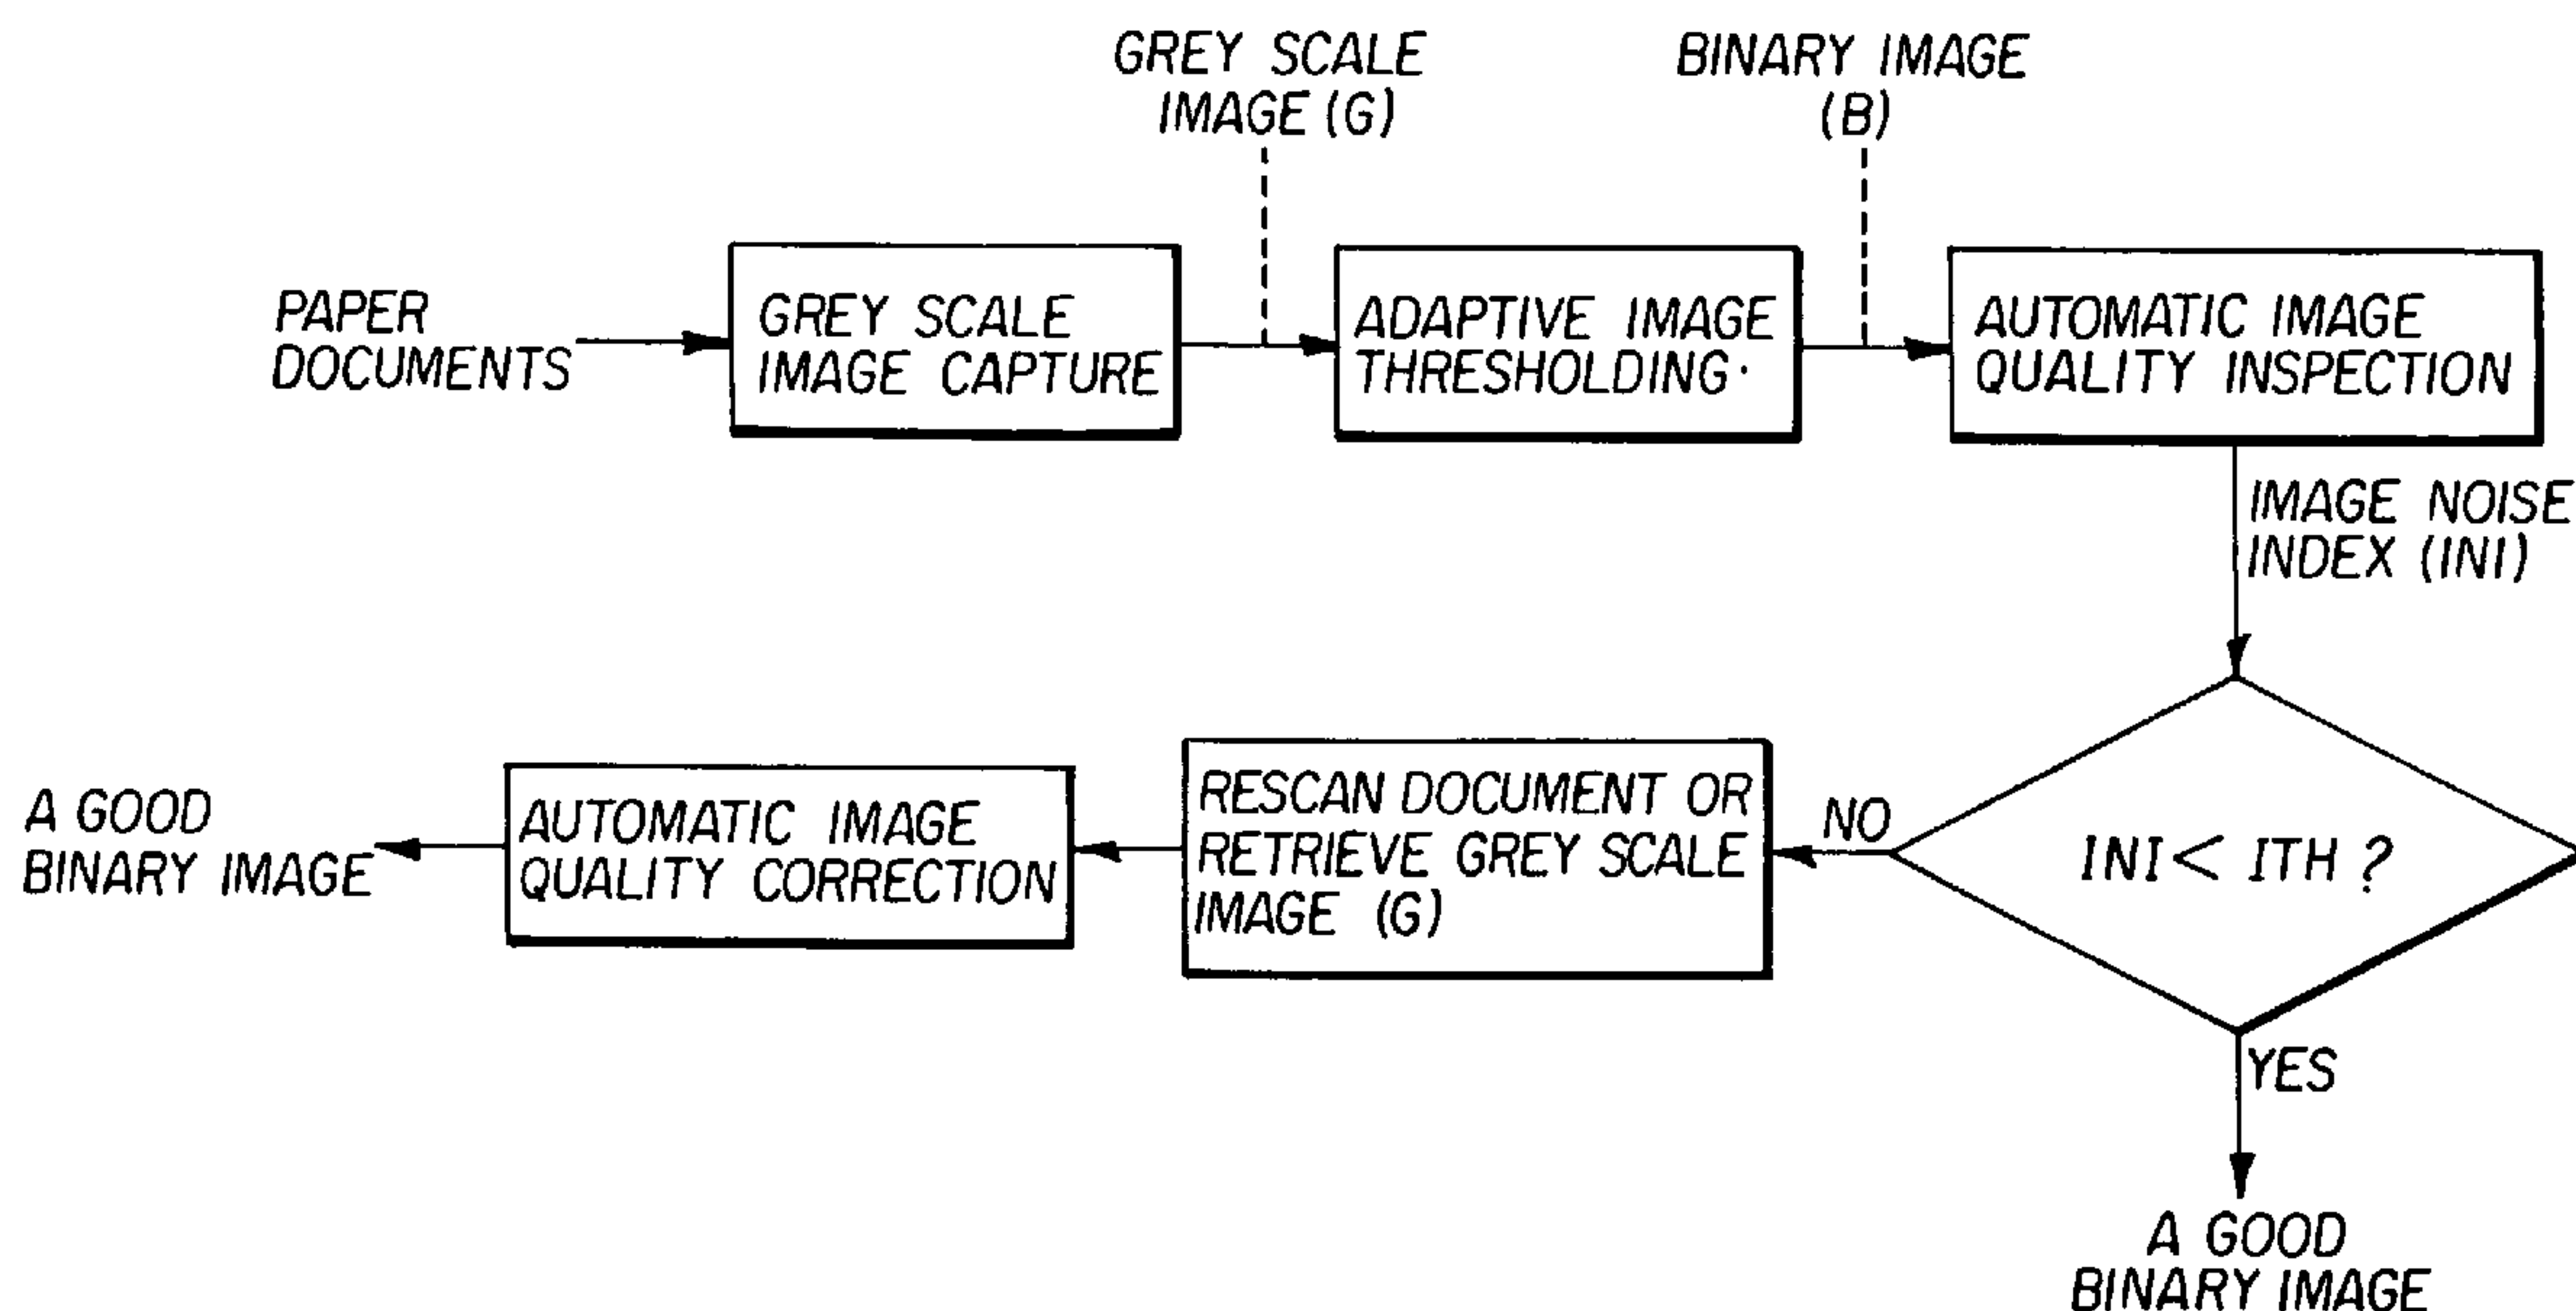 GREY SCALE
IMAGE (G)
BINARY IMAGE
(B)
PAPER
DOCUMENTS
GREY SCALE
IMAGE CAPTURE
ADAPTIVE IMAGE
THRESHOLDING
AUTOMATIC IMAGE
QUALITY INSPECTION
IMAGE NOISE
INDEX (INI)
INI < ITH ?
NO
RESCAN DOCUMENT OR
RETRIEVE GREY SCALE
IMAGE (G)
AUTOMATIC IMAGE
QUALITY CORRECTION
A GOOD
BINARY IMAGE
YES
A GOOD
BINARY IMAGE